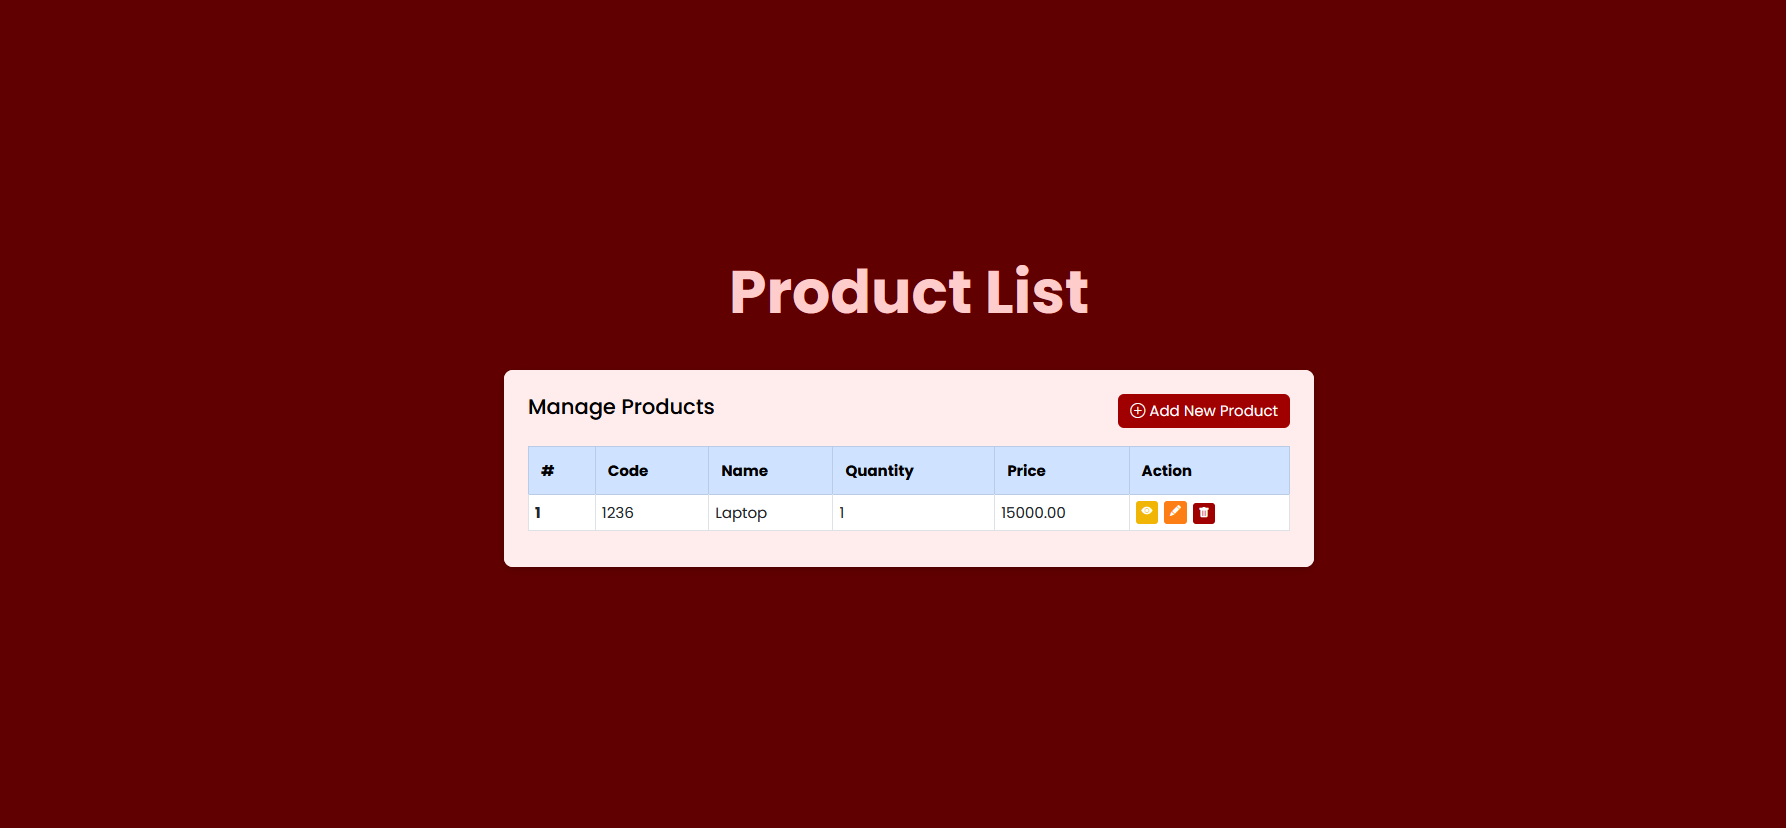 Product List
Manage Products
Add New Product
# Code Name Quantity Price Action
1 1236 Laptop 1 15000.00